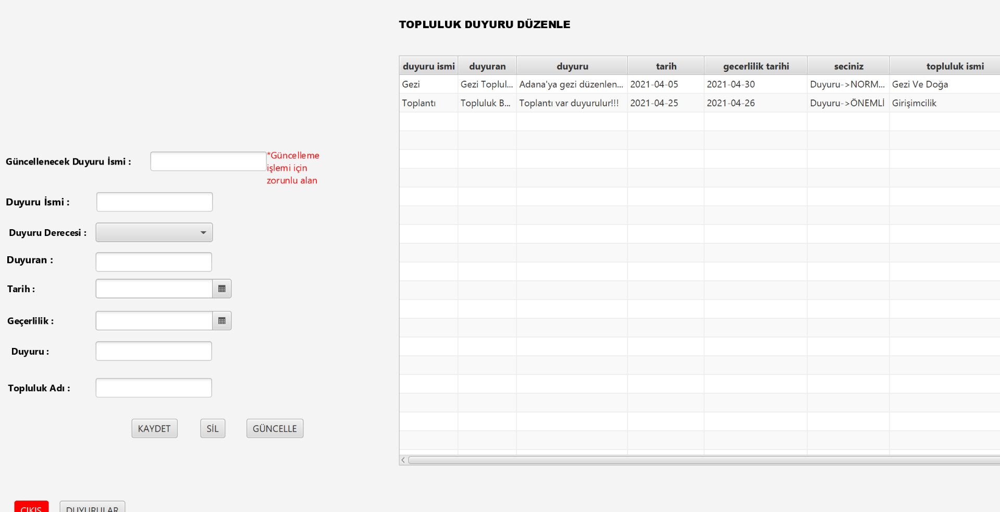 TOPLULUK DUYURU DÜZENLE
duyuru ismi duyuran duyuru tarih gecerlilik tarihi seciniz topluluk ismi
Gezi Gezi Toplul... Adana'ya gezi düzenlen... 2021-04-05 2021-04-30 Duyuru->NORM... Gezi Ve Doğa
Toplantı Topluluk B... Toplantı var duyurulur!!! 2021-04-25 2021-04-26 Duyuru->ÖNEMLİ Girişimcilik
Güncellenecek Duyuru İsmi :
*Güncelleme
işlemi için
zorunlu alan
Duyuru İsmi :
Duyuru Derecesi :
Duyuran :
Tarih :
Geçerlilik :
Duyuru :
Topluluk Adı :
KAYDET SİL GÜNCELLE
ÇIKIŞ DUYURULAR